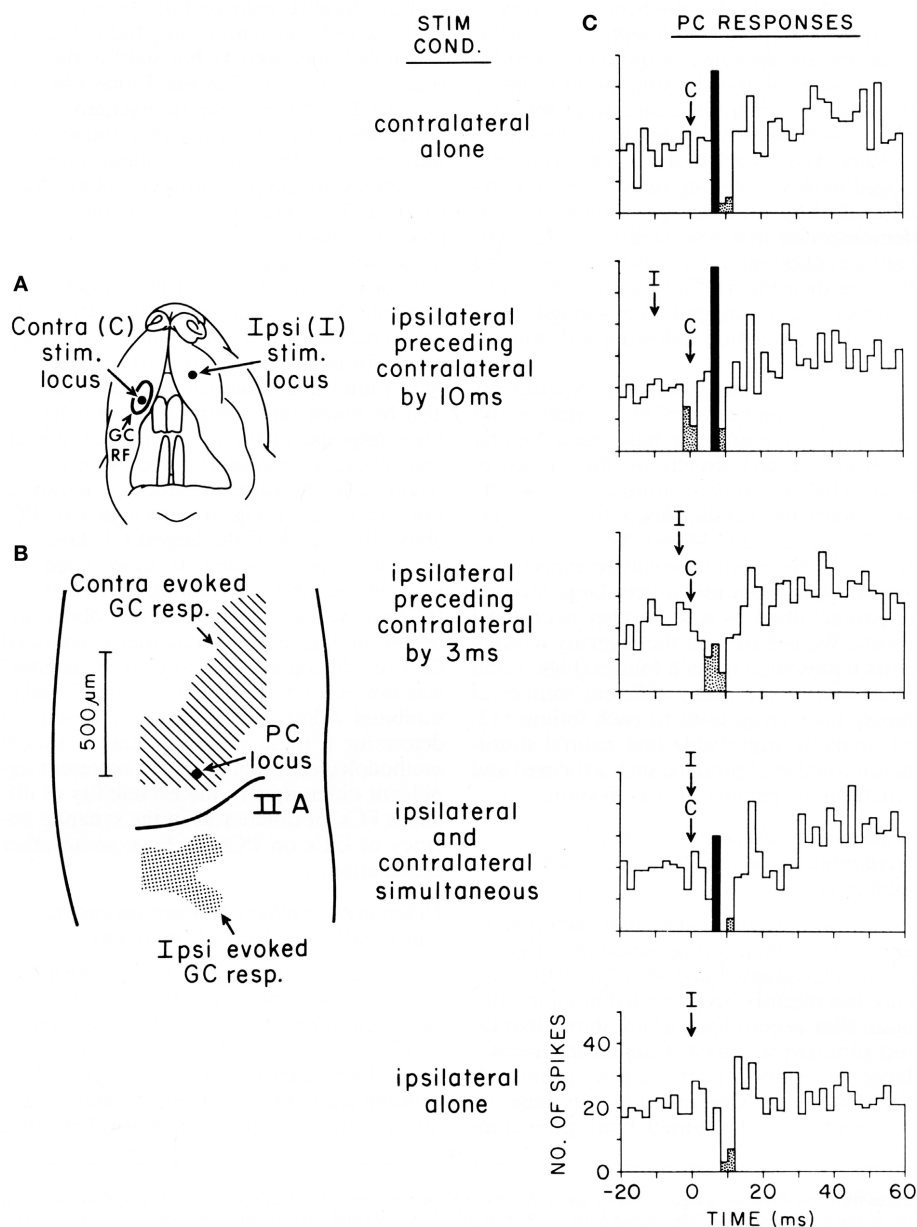 STIM
COND.
C
PC RESPONSES
contralateral
alone
C
A
Contra (C)
stim.
locus
Ipsi (I)
stim.
locus
GC
RF
ipsilateral
preceding
contralateral
by 10ms
I
C
B
Contra evoked
GC resp.
500μm
PC
locus
II A
Ipsi evoked
GC resp.
ipsilateral
preceding
contralateral
by 3ms
I
C
ipsilateral
and
contralateral
simultaneous
I
C
ipsilateral
alone
I
NO. OF SPIKES
40
20
0
-20 0 20 40 60
TIME (ms)